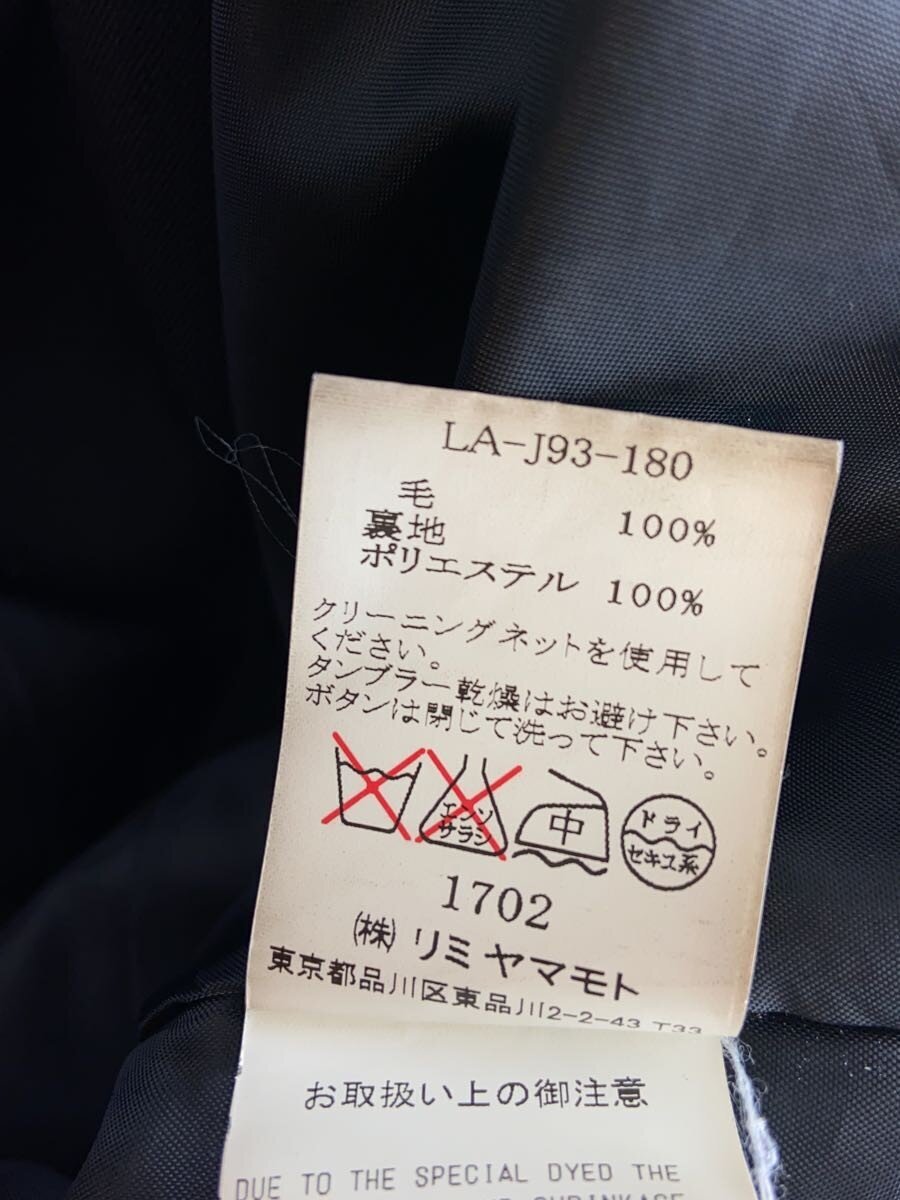 LA-J93-180
毛 100%
裏地
ポリエステル 100%
クリーニングネットを使用して
ください。
タンブラー乾燥はお避け下さい。
ボタンは閉じて洗って下さい。
エンソ
サラシ
中
ドライ
セキユ系
1702
㈱リミヤマモト
東京都品川区東品川2-2-43 T33
お取扱い上の御注意
DUE TO THE SPECIAL DYED THE
SHRINKAGE